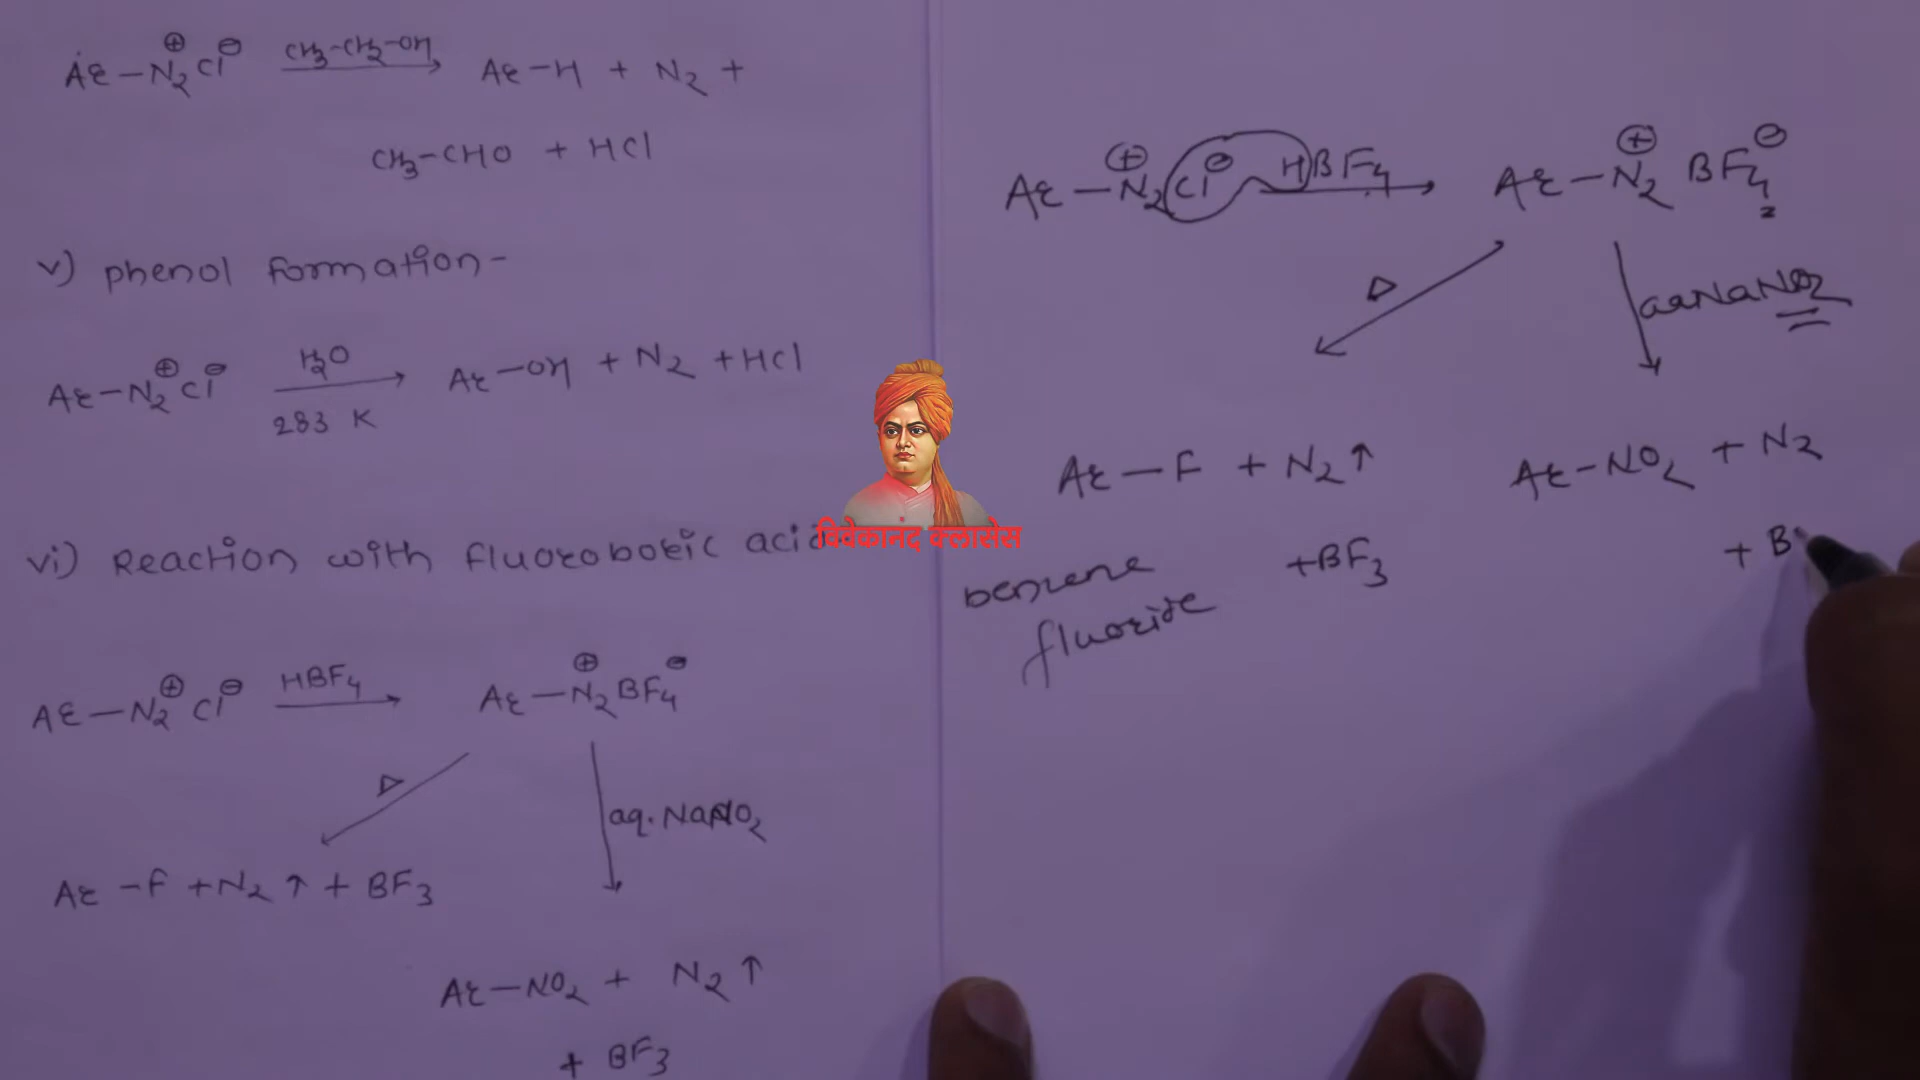 Ar-N₂⊕Cl⊖ CH₃-CH₂-OH → Ar-H + N₂ +
CH₃-CHO + HCl
v) phenol formation-
Ar-N₂⊕Cl⊖ H₂O → Ar-OH + N₂ + HCl
283 K
vi) Reaction with fluoroboric acid
Ar-N₂⊕Cl⊖ HBF₄ → Ar-N₂⊕BF₄⊖
Δ
aq. NaNO₂
Ar-F + N₂↑ + BF₃
Ar-NO₂ + N₂↑
+ BF₃
विवेकानंद क्लासेस
Ar-N₂⊕Cl⊖ HBF₄ → Ar-N₂⊕ BF₄⊖
Δ
aqNaNO₂
Ar-F + N₂↑
+BF₃
benzene
fluoride
Ar-NO₂ + N₂
+ B